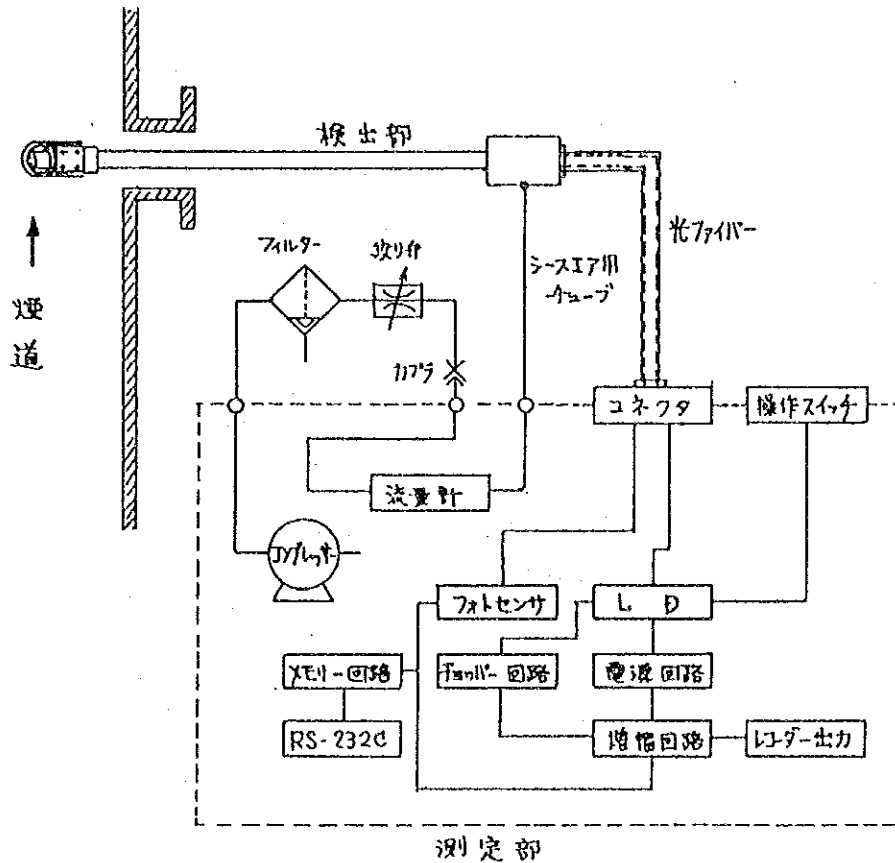 検出部
光ファイバー
フィルター
絞り弁
シースエア用
チューブ
煙
道
カプラ
コネクタ
操作スイッチ
流量計
コンプレッサー
フォトセンサ
L D
メモリー回路
チョッパー回路
電源回路
RS-232C
増幅回路
レコーダー出力
測定部